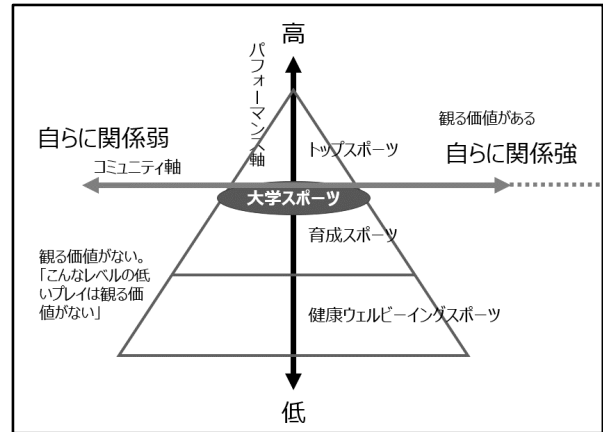 高
パフォーマンス軸
観る価値がある
自らに関係弱
トップスポーツ
自らに関係強
コミュニティ軸
大学スポーツ
育成スポーツ
観る価値がない。
「こんなレベルの低
いプレイは観る価
値がない」
健康ウェルビーイングスポーツ
低